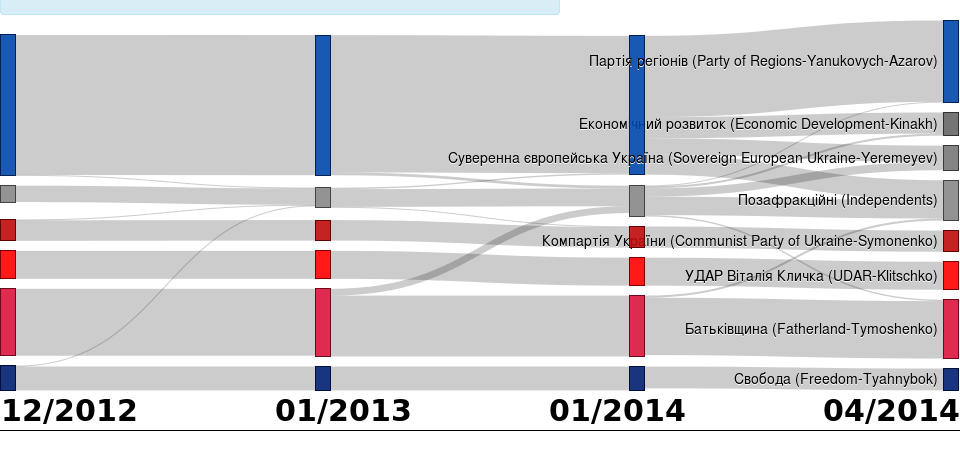 Партія регіонів (Party of Regions-Yanukovych-Azarov)
Економічний розвиток (Economic Development-Kinakh)
Суверенна європейська Україна (Sovereign European Ukraine-Yeremeyev)
Позафракційні (Independents)
Компартія України (Communist Party of Ukraine-Symonenko)
УДАР Віталія Кличка (UDAR-Klitschko)
Батьківщина (Fatherland-Tymoshenko)
Свобода (Freedom-Tyahnybok)
12/2012 01/2013 01/2014 04/2014